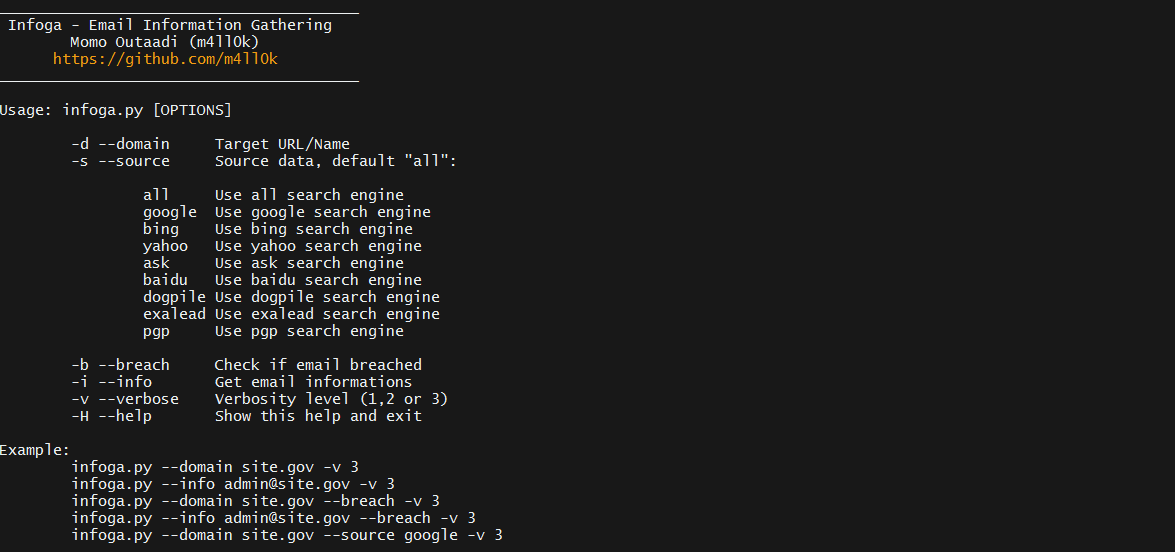 Infoga - Email Information Gathering
Momo Outaadi (m4ll0k)
https://github.com/m4ll0k
Usage: infoga.py [OPTIONS]
-d --domain Target URL/Name
-s --source Source data, default "all":
all Use all search engine
google Use google search engine
bing Use bing search engine
yahoo Use yahoo search engine
ask Use ask search engine
baidu Use baidu search engine
dogpile Use dogpile search engine
exalead Use exalead search engine
pgp Use pgp search engine
-b --breach Check if email breached
-i --info Get email informations
-v --verbose Verbosity level (1,2 or 3)
-H --help Show this help and exit
Example:
infoga.py --domain site.gov -v 3
infoga.py --info admin@site.gov -v 3
infoga.py --domain site.gov --breach -v 3
infoga.py --info admin@site.gov --breach -v 3
infoga.py --domain site.gov --source google -v 3